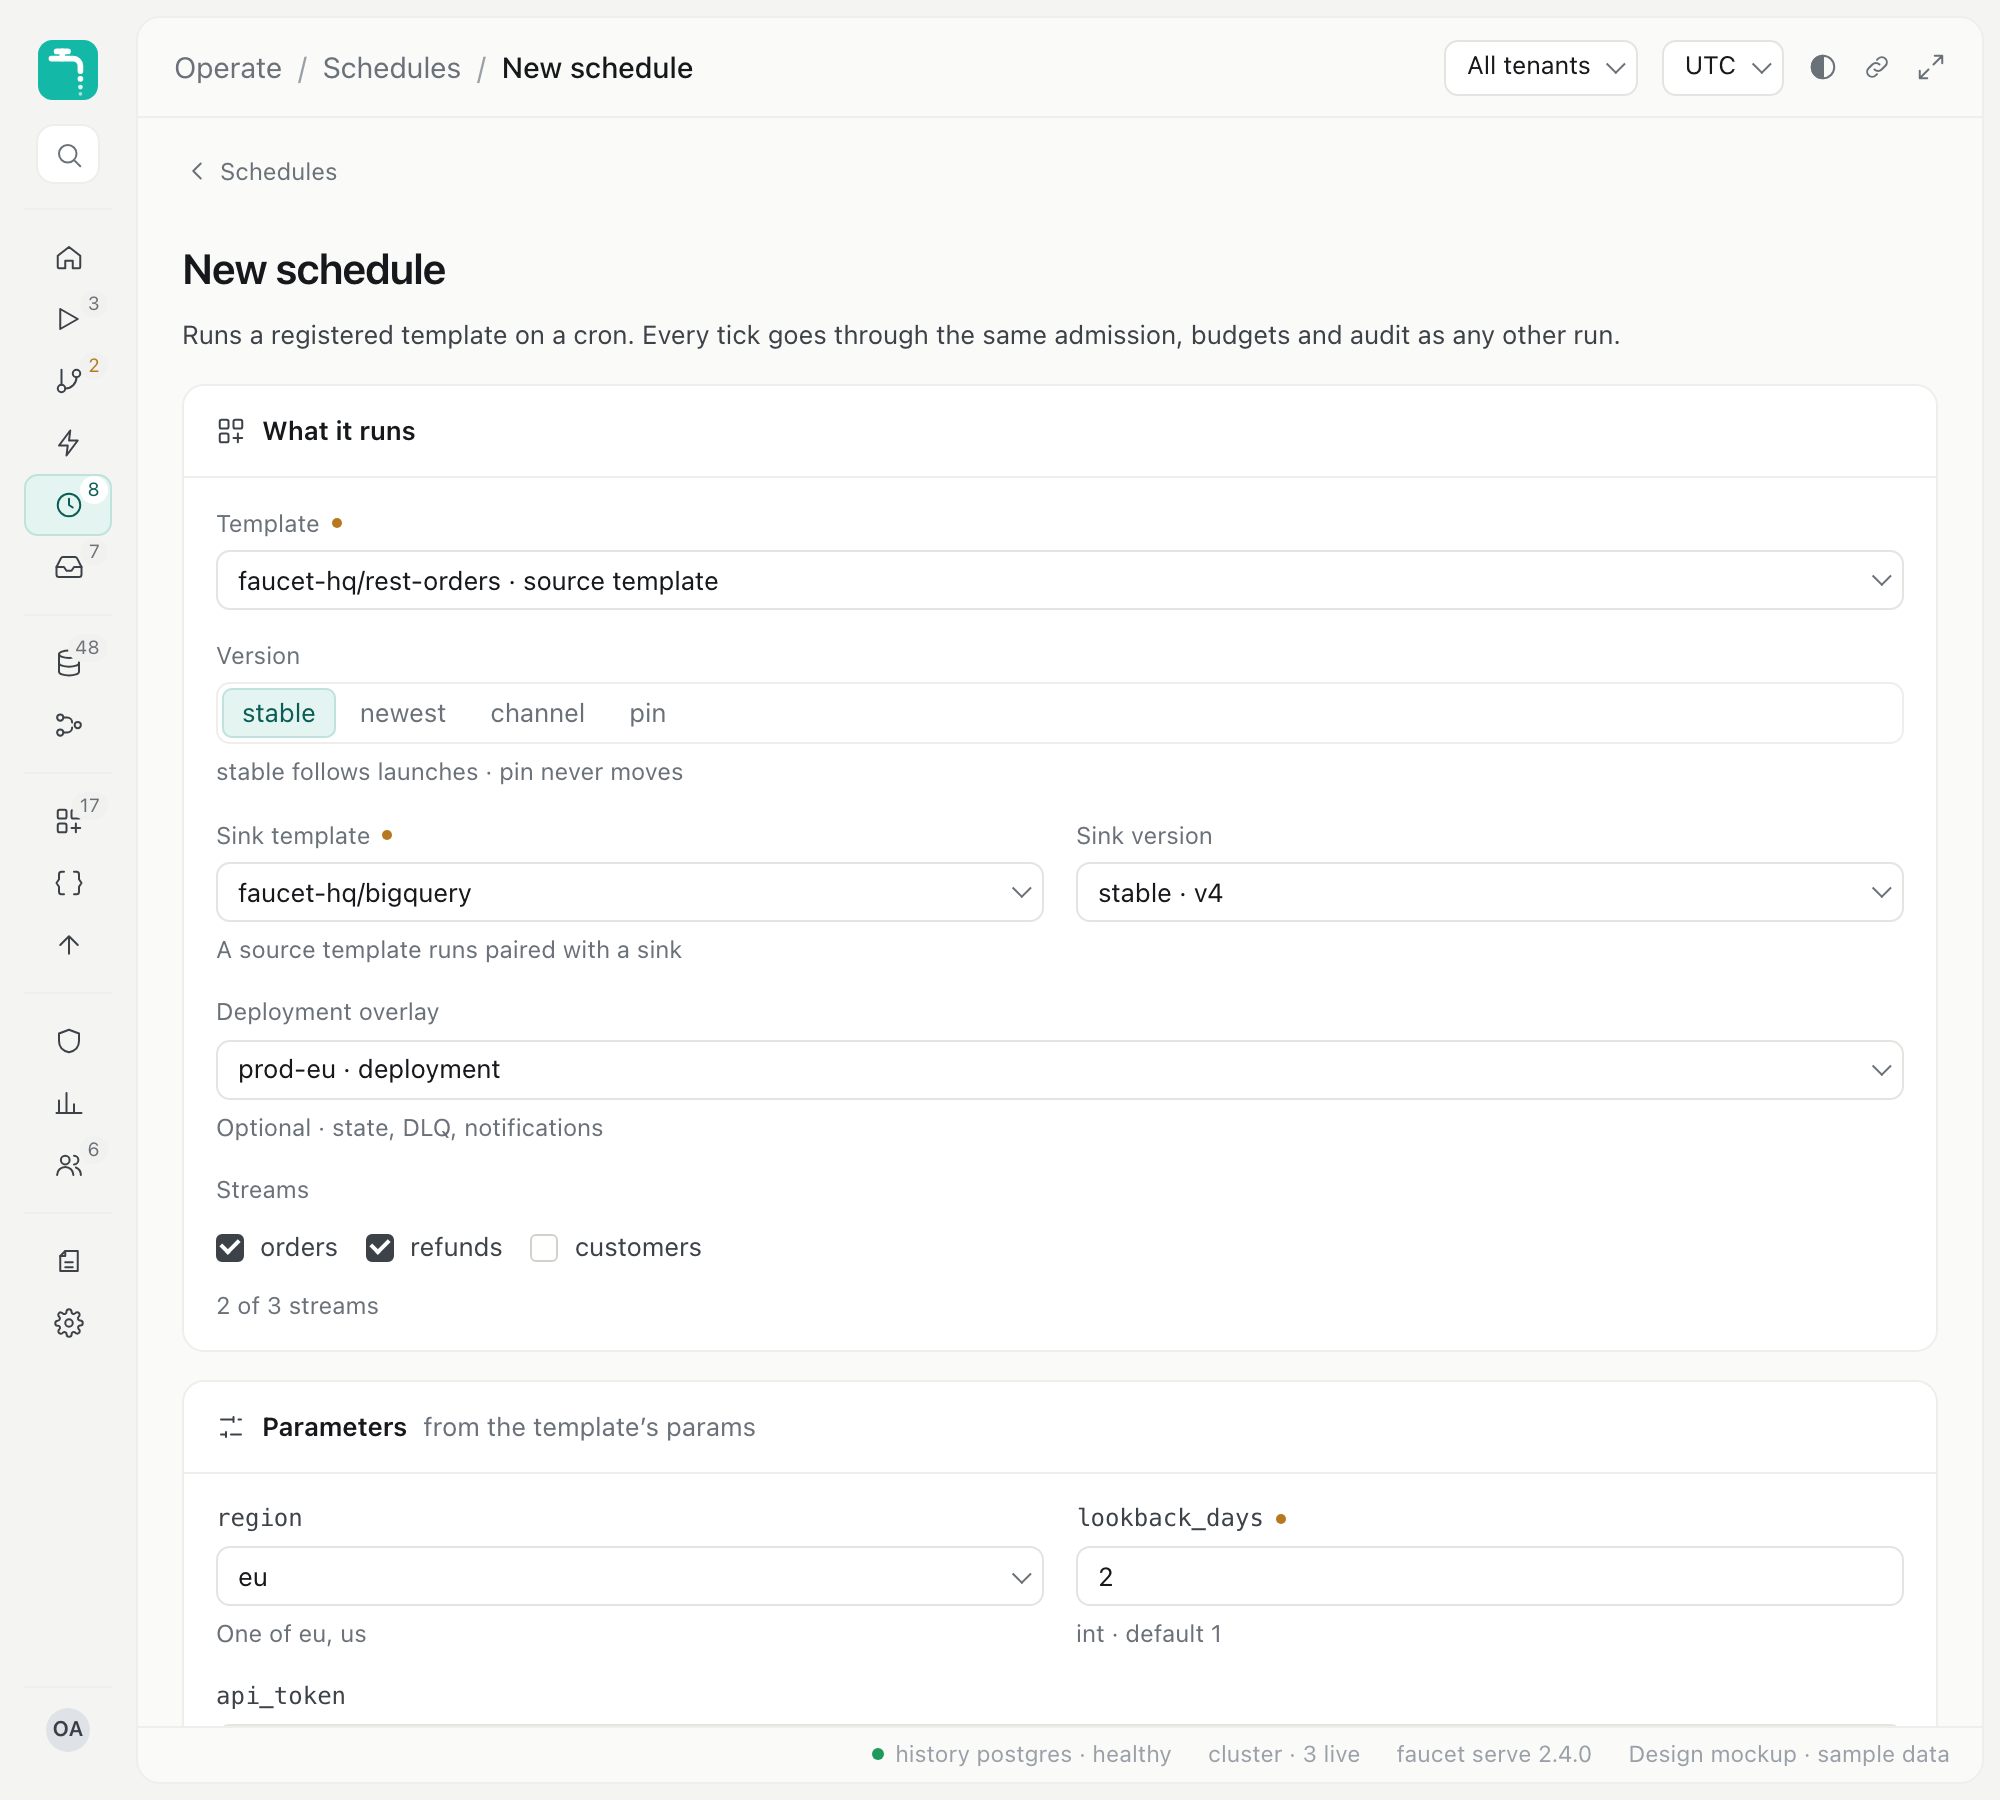 Operate / Schedules / New schedule
All tenants
UTC
Schedules
New schedule
Runs a registered template on a cron. Every tick goes through the same admission, budgets and audit as any other run.
3
2
8
7
48
17
6
OA
What it runs
Template
faucet-hq/rest-orders · source template
Version
stable newest channel pin
stable follows launches · pin never moves
Sink template
faucet-hq/bigquery
A source template runs paired with a sink
Sink version
stable · v4
Deployment overlay
prod-eu · deployment
Optional · state, DLQ, notifications
Streams
orders refunds customers
2 of 3 streams
Parameters from the template’s params
region
eu
One of eu, us
lookback_days
2
int · default 1
api_token
history postgres · healthy cluster · 3 live faucet serve 2.4.0 Design mockup · sample data